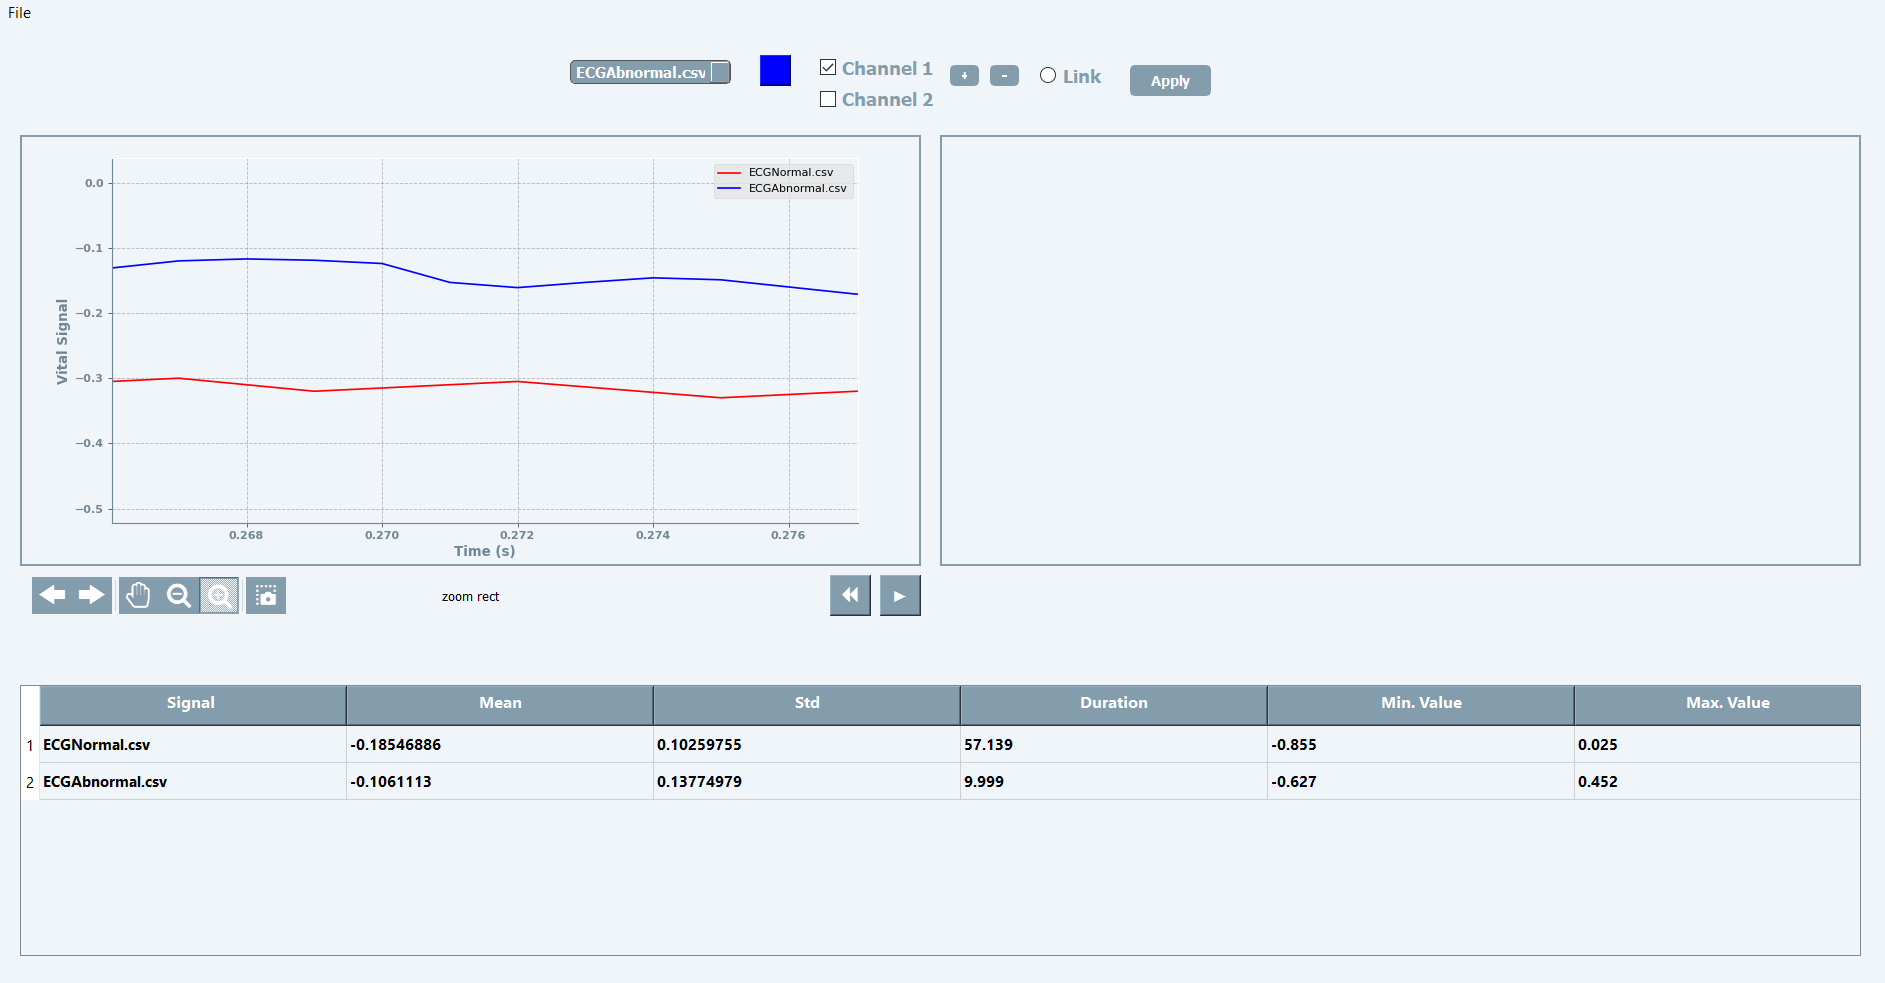 File
ECGAbnormal.csv
Channel 1
Channel 2
+
-
Link
Apply
ECGNormal.csv
ECGAbnormal.csv
0.0
−0.1
−0.2
−0.3
−0.4
−0.5
Vital Signal
0.268 0.270 0.272 0.274 0.276
Time (s)
zoom rect
Signal Mean Std Duration Min. Value Max. Value
1 ECGNormal.csv -0.18546886 0.10259755 57.139 -0.855 0.025
2 ECGAbnormal.csv -0.1061113 0.13774979 9.999 -0.627 0.452